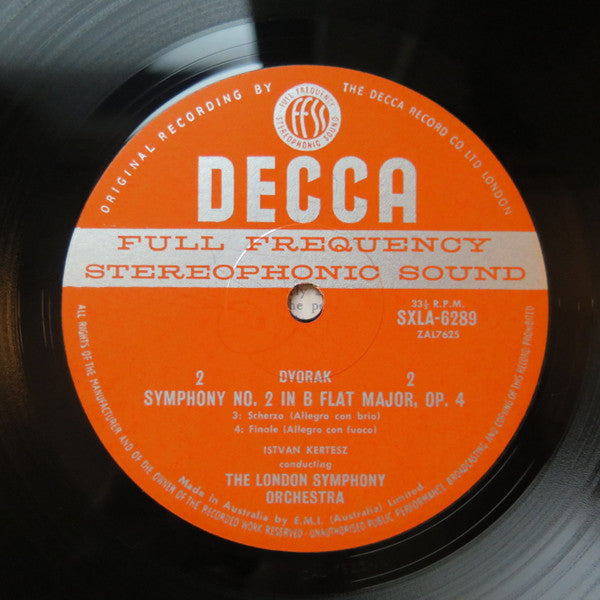 ORIGINAL RECORDING BY
THE DECCA RECORD CO LTD LONDON
FULL FREQUENCY
ffss
STEREOPHONIC SOUND
DECCA
FULL FREQUENCY
STEREOPHONIC SOUND
33⅓ R.P.M.
SXLA-6289
ZAL7625
2 DVORAK 2
SYMPHONY NO. 2 IN B FLAT MAJOR, OP. 4
3: Scherzo (Allegro con brio)
4: Finale (Allegro con fuoco)
ISTVAN KERTESZ
conducting
THE LONDON SYMPHONY
ORCHESTRA
Made in Australia by E.M.I. (Australia) Limited.
ALL RIGHTS OF THE MANUFACTURER AND OF THE OWNER OF THE RECORDED WORK RESERVED - UNAUTHORISED PUBLIC PERFORMANCE, BROADCASTING AND COPYING OF THIS RECORD PROHIBITED